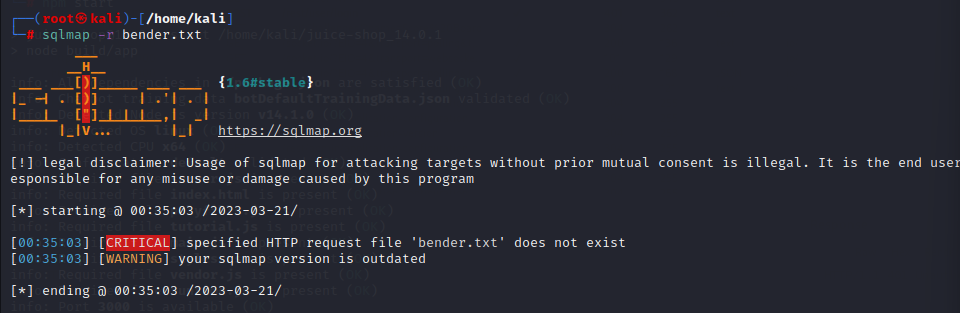 ┌──(root㉿kali)-[/home/kali]
└─# sqlmap -r bender.txt
        ___
       __H__
 ___ ___[)]_____ ___ ___  {1.6#stable}
|_ -| . [)]     | .'| . |
|___|_  ["]_|_|_|__,|  _|
      |_|V...       |_|   https://sqlmap.org
[!] legal disclaimer: Usage of sqlmap for attacking targets without prior mutual consent is illegal. It is the end user
esponsible for any misuse or damage caused by this program
[*] starting @ 00:35:03 /2023-03-21/
[00:35:03] [CRITICAL] specified HTTP request file 'bender.txt' does not exist
[00:35:03] [WARNING] your sqlmap version is outdated
[*] ending @ 00:35:03 /2023-03-21/